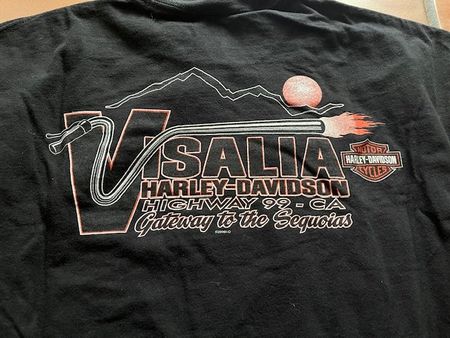 VISALIA
HARLEY-DAVIDSON
HIGHWAY 99 - CA
Gateway to the Sequoias
MOTOR
HARLEY-DAVIDSON
CYCLES